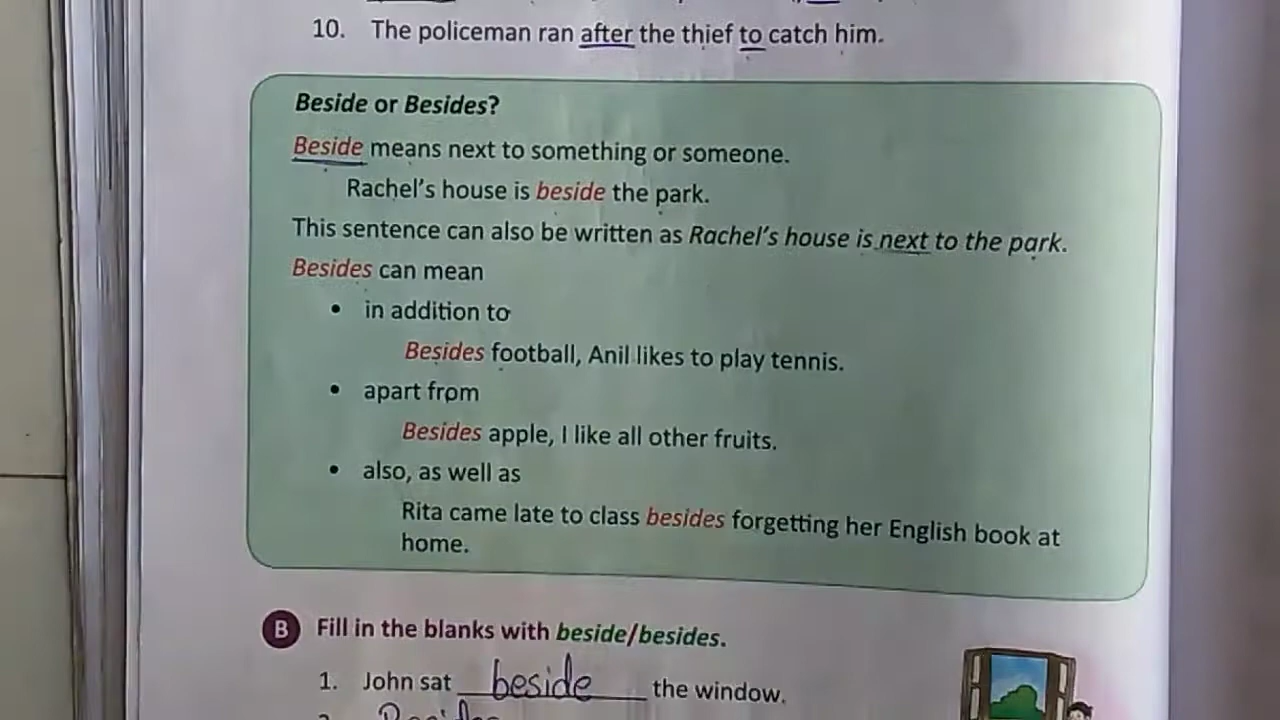 10. The policeman ran after the thief to catch him.
Beside or Besides?
Beside means next to something or someone.
Rachel's house is beside the park.
This sentence can also be written as Rachel's house is next to the park.
Besides can mean
• in addition to
Besides football, Anil likes to play tennis.
• apart from
Besides apple, I like all other fruits.
• also, as well as
Rita came late to class besides forgetting her English book at
home.
B Fill in the blanks with beside/besides.
1. John sat beside the window.